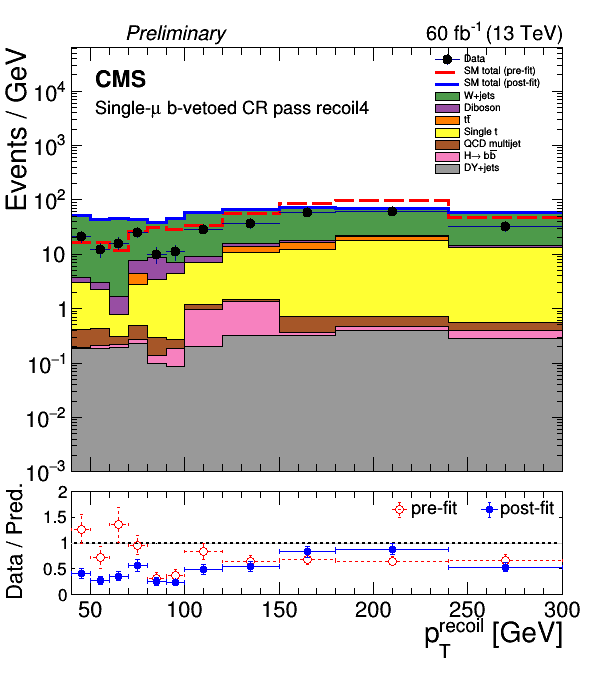 Preliminary 60 fb⁻¹ (13 TeV)
CMS
Single-μ b-vetoed CR pass recoil4
Data
SM total (pre-fit)
SM total (post-fit)
W+jets
Diboson
tt̅
Single t
QCD multijet
H→ bb̅
DY+jets
Events / GeV
10⁴
10³
10²
10
1
10⁻¹
10⁻²
10⁻³
pre-fit post-fit
Data / Pred.
2
1.5
1
0.5
0
50 100 150 200 250 300
p_T^recoil [GeV]